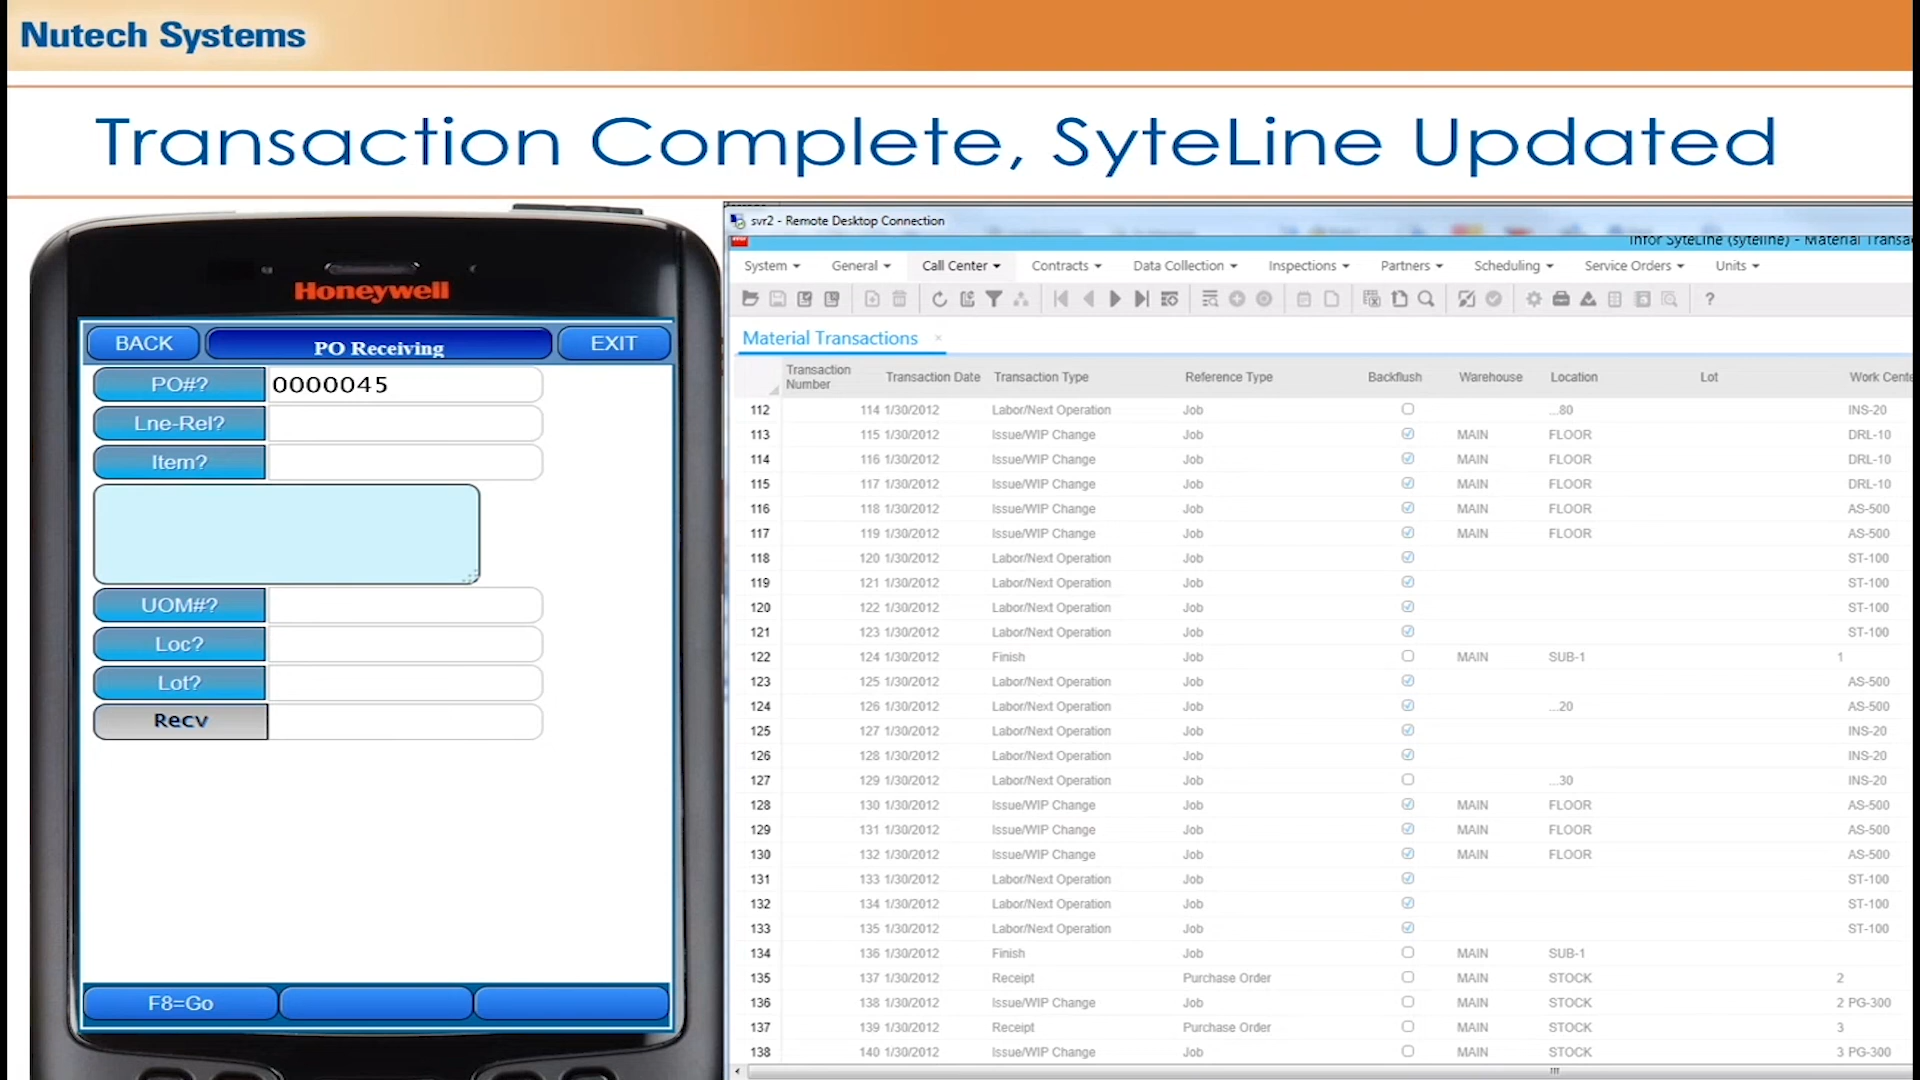 Nutech Systems
Transaction Complete, SyteLine Updated
Honeywell
BACK PO Receiving EXIT
PO#? 0000045
Lne-Rel?
Item?
UOM#?
Loc?
Lot?
Recv
F8=Go
svr2 - Remote Desktop Connection
Infor SyteLine (syteline) - Material Transac
System General Call Center Contracts Data Collection Inspections Partners Scheduling Service Orders Units
Material Transactions
Transaction Number Transaction Date Transaction Type Reference Type Backflush Warehouse Location Lot Work Cente
112 114 1/30/2012 Labor/Next Operation Job ...80 INS-20
113 115 1/30/2012 Issue/WIP Change Job MAIN FLOOR DRL-10
114 116 1/30/2012 Issue/WIP Change Job MAIN FLOOR DRL-10
115 117 1/30/2012 Issue/WIP Change Job MAIN FLOOR DRL-10
116 118 1/30/2012 Issue/WIP Change Job MAIN FLOOR AS-500
117 119 1/30/2012 Issue/WIP Change Job MAIN FLOOR AS-500
118 120 1/30/2012 Labor/Next Operation Job ST-100
119 121 1/30/2012 Labor/Next Operation Job ST-100
120 122 1/30/2012 Labor/Next Operation Job ST-100
121 123 1/30/2012 Labor/Next Operation Job ST-100
122 124 1/30/2012 Finish Job MAIN SUB-1 1
123 125 1/30/2012 Labor/Next Operation Job AS-500
124 126 1/30/2012 Labor/Next Operation Job ...20 AS-500
125 127 1/30/2012 Labor/Next Operation Job INS-20
126 128 1/30/2012 Labor/Next Operation Job INS-20
127 129 1/30/2012 Labor/Next Operation Job ...30 INS-20
128 130 1/30/2012 Issue/WIP Change Job MAIN FLOOR AS-500
129 131 1/30/2012 Issue/WIP Change Job MAIN FLOOR AS-500
130 132 1/30/2012 Issue/WIP Change Job MAIN FLOOR AS-500
131 133 1/30/2012 Labor/Next Operation Job ST-100
132 134 1/30/2012 Labor/Next Operation Job ST-100
133 135 1/30/2012 Labor/Next Operation Job ST-100
134 136 1/30/2012 Finish Job MAIN SUB-1
135 137 1/30/2012 Receipt Purchase Order MAIN STOCK 2
136 138 1/30/2012 Issue/WIP Change Job MAIN STOCK 2 PG-300
137 139 1/30/2012 Receipt Purchase Order MAIN STOCK 3
138 140 1/30/2012 Issue/WIP Change Job MAIN STOCK 3 PG-300